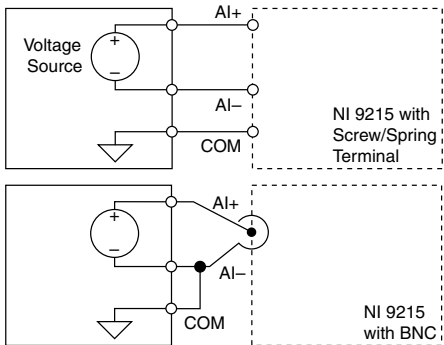 AI+
Voltage
Source
+
–
AI–
NI 9215 with
Screw/Spring
Terminal
COM
AI+
+
–
AI–
COM
NI 9215
with BNC